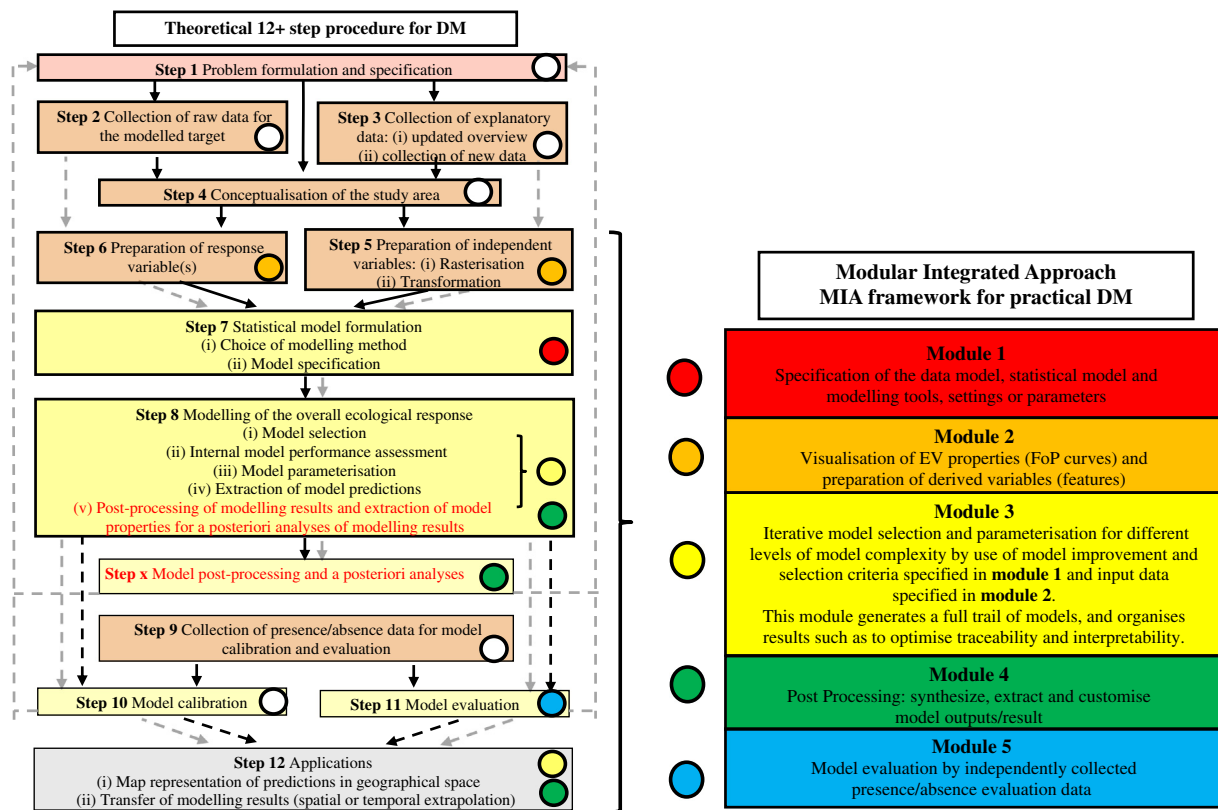 Theoretical 12+ step procedure for DM
Step 1 Problem formulation and specification
Step 2 Collection of raw data for
the modelled target
Step 3 Collection of explanatory
data: (i) updated overview
(ii) collection of new data
Step 4 Conceptualisation of the study area
Step 6 Preparation of response
variable(s)
Step 5 Preparation of independent
variables: (i) Rasterisation
(ii) Transformation
Step 7 Statistical model formulation
(i) Choice of modelling method
(ii) Model specification
Step 8 Modelling of the overall ecological response
(i) Model selection
(ii) Internal model performance assessment
(iii) Model parameterisation
(iv) Extraction of model predictions
(v) Post-processing of modelling results and extraction of model
properties for a posteriori analyses of modelling results
Step x Model post-processing and a posteriori analyses
Step 9 Collection of presence/absence data for model
calibration and evaluation
Step 10 Model calibration
Step 11 Model evaluation
Step 12 Applications
(i) Map representation of predictions in geographical space
(ii) Transfer of modelling results (spatial or temporal extrapolation)
Modular Integrated Approach
MIA framework for practical DM
Module 1
Specification of the data model, statistical model and
modelling tools, settings or parameters
Module 2
Visualisation of EV properties (FoP curves) and
preparation of derived variables (features)
Module 3
Iterative model selection and parameterisation for different
levels of model complexity by use of model improvement and
selection criteria specified in module 1 and input data
specified in module 2.
This module generates a full trail of models, and organises
results such as to optimise traceability and interpretability.
Module 4
Post Processing: synthesize, extract and customise
model outputs/result
Module 5
Model evaluation by independently collected
presence/absence evaluation data